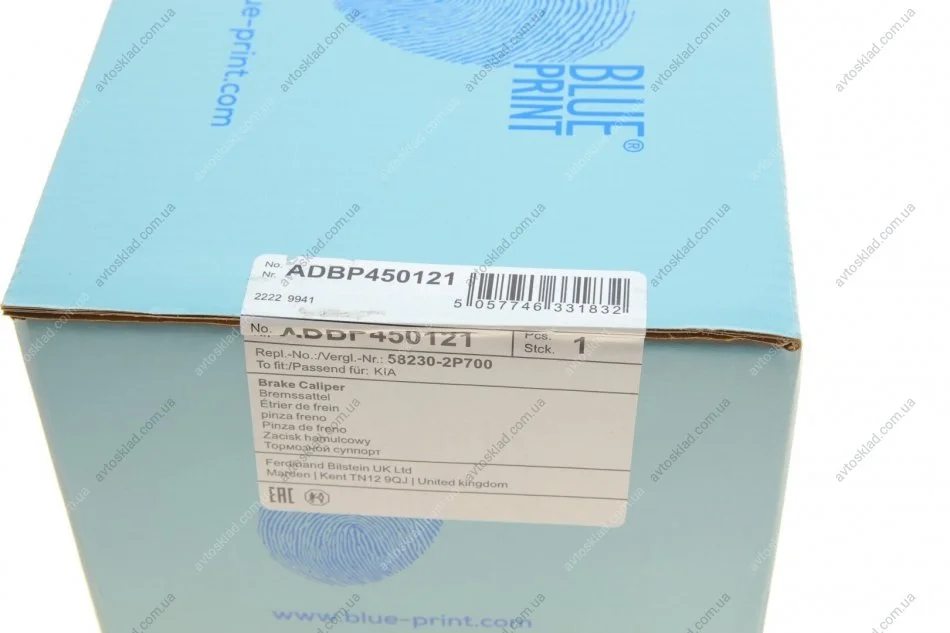 ue-print.com
BLUE
PRINT®
No.
Nr. ADBP450121
2222 9941
5 057746 331832
No. ADBP450121
Pcs.
Stck. 1
Repl.-No.:/Vergl.-Nr.: 58230-2P700
To fit:/Passend für: KIA
Brake Caliper
Bremssattel
Étrier de frein
pinza freno
Pinza de freno
Zacisk hamulcowy
Тормозной суппорт
Ferdinand Bilstein UK Ltd
Marden | Kent TN12 9QJ | United kingdom
EAC
www.blue-print.com
avtosklad.com.ua